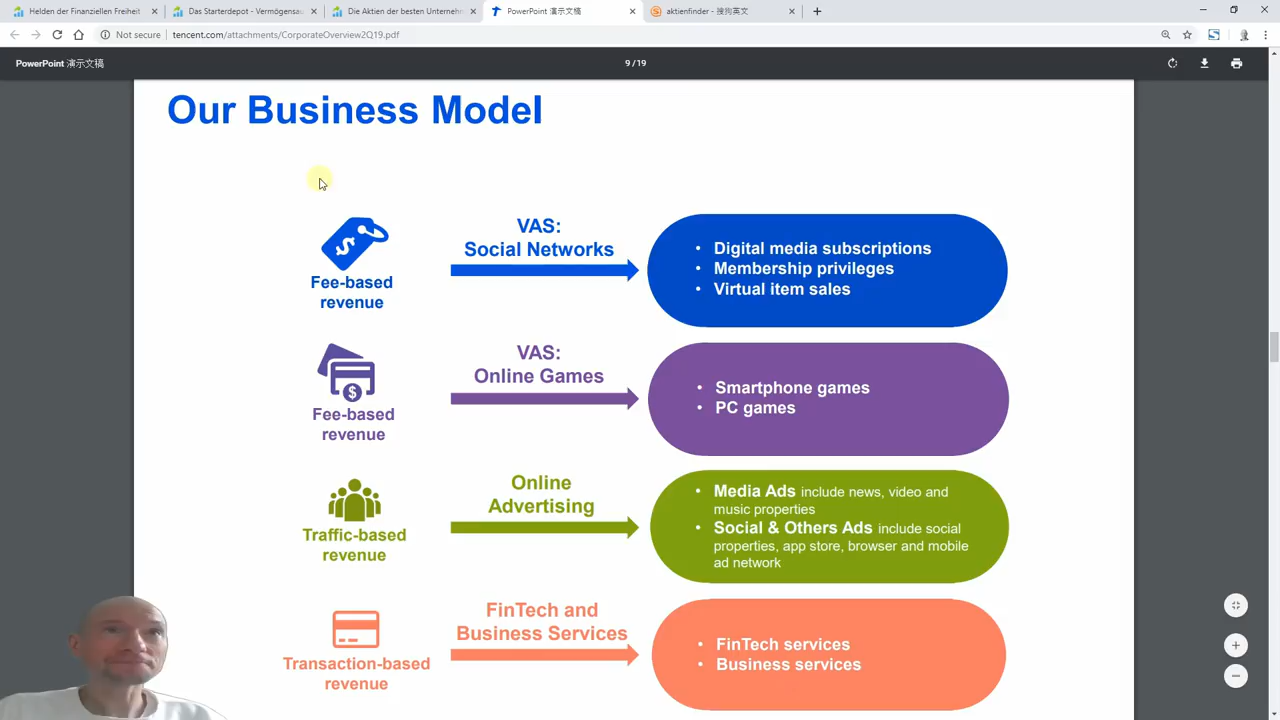 Helden der Finanziellen Freiheit
Das Starterdepot - Vermögensau
Die Aktien der besten Unternehm
PowerPoint 演示文稿
aktienfinder - 搜狗英文
Not secure
tencent.com/attachments/CorporateOverview2Q19.pdf
PowerPoint 演示文稿
9 / 19
Our Business Model
Fee-based
revenue
VAS:
Social Networks
• Digital media subscriptions
• Membership privileges
• Virtual item sales
Fee-based
revenue
VAS:
Online Games
• Smartphone games
• PC games
Traffic-based
revenue
Online
Advertising
• Media Ads include news, video and
music properties
• Social & Others Ads include social
properties, app store, browser and mobile
ad network
Transaction-based
revenue
FinTech and
Business Services
• FinTech services
• Business services